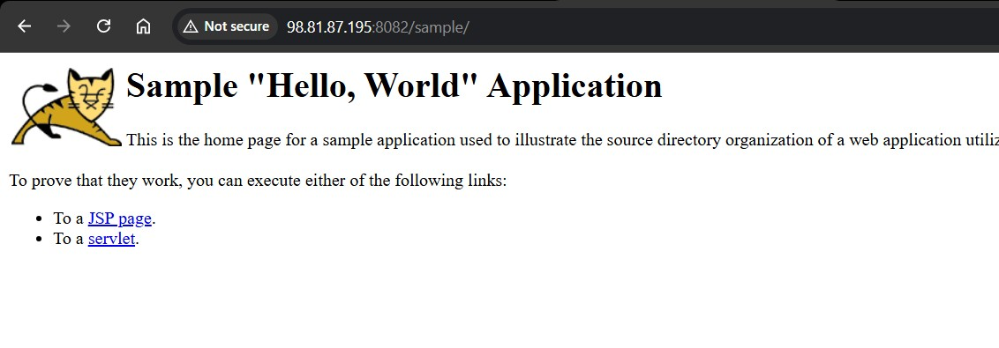 Not secure 98.81.87.195:8082/sample/
Sample "Hello, World" Application
This is the home page for a sample application used to illustrate the source directory organization of a web application
To prove that they work, you can execute either of the following links:
To a JSP page.
To a servlet.